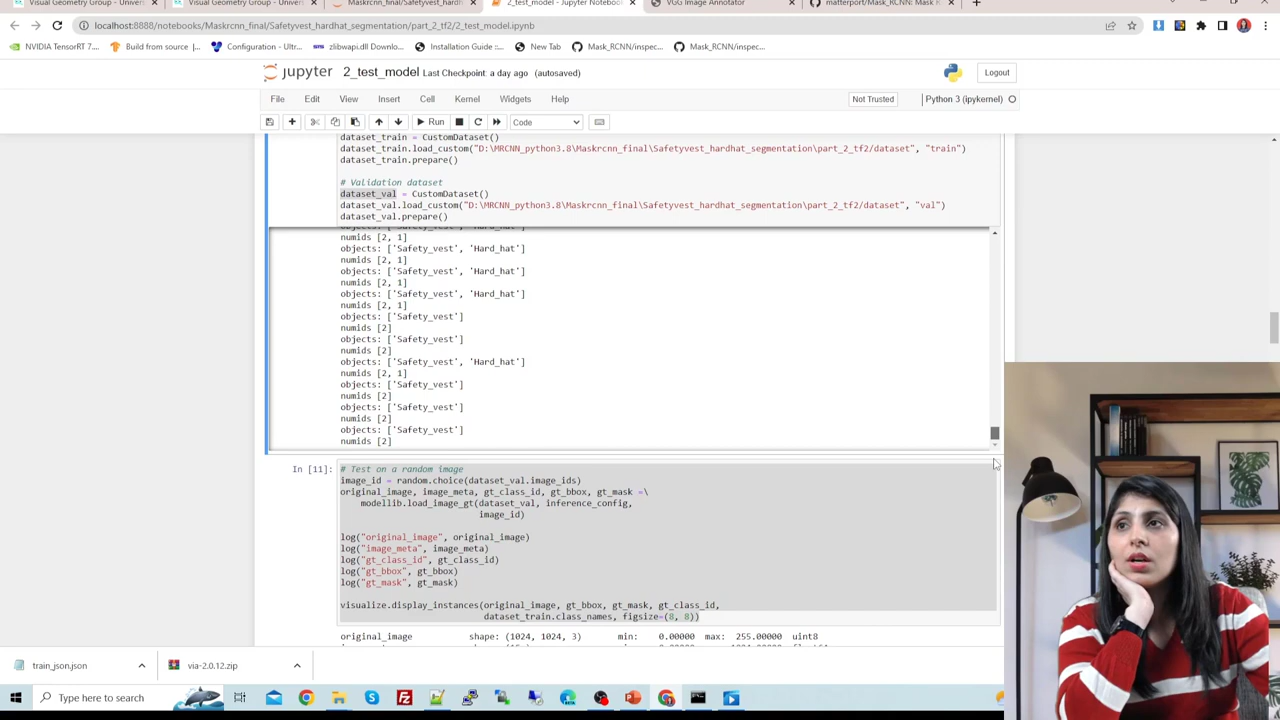 Visual Geometry Group - Univers
Visual Geometry Group - Univers
Maskrcnn_final/Safetyvest_hardh
2_test_model - Jupyter Notebook
VGG Image Annotator
matterport/Mask_RCNN: Mask R
localhost:8888/notebooks/Maskrcnn_final/Safetyvest_hardhat_segmentation/part_2_tf2/2_test_model.ipynb
NVIDIA TensorRT 7....
Build from source |...
Configuration - Ultr...
zlibwapi.dll Downlo...
Installation Guide ::...
New Tab
Mask_RCNN/inspec...
Mask_RCNN/inspec...
jupyter 2_test_model Last Checkpoint: a day ago (autosaved)
Logout
File Edit View Insert Cell Kernel Widgets Help
Not Trusted
Python 3 (ipykernel)
Run
Code
dataset_train = CustomDataset()
dataset_train.load_custom("D:\MRCNN_python3.8\Maskrcnn_final\Safetyvest_hardhat_segmentation\part_2_tf2/dataset", "train")
dataset_train.prepare()
# Validation dataset
dataset_val = CustomDataset()
dataset_val.load_custom("D:\MRCNN_python3.8\Maskrcnn_final\Safetyvest_hardhat_segmentation\part_2_tf2/dataset", "val")
dataset_val.prepare()
objects: ['Safety_vest', 'Hard_hat']
numids [2, 1]
objects: ['Safety_vest', 'Hard_hat']
numids [2, 1]
objects: ['Safety_vest', 'Hard_hat']
numids [2, 1]
objects: ['Safety_vest', 'Hard_hat']
numids [2, 1]
objects: ['Safety_vest']
numids [2]
objects: ['Safety_vest']
numids [2]
objects: ['Safety_vest', 'Hard_hat']
numids [2, 1]
objects: ['Safety_vest']
numids [2]
objects: ['Safety_vest']
numids [2]
objects: ['Safety_vest']
numids [2]
In [11]:
# Test on a random image
image_id = random.choice(dataset_val.image_ids)
original_image, image_meta, gt_class_id, gt_bbox, gt_mask =\
modellib.load_image_gt(dataset_val, inference_config,
image_id)
log("original_image", original_image)
log("image_meta", image_meta)
log("gt_class_id", gt_class_id)
log("gt_bbox", gt_bbox)
log("gt_mask", gt_mask)
visualize.display_instances(original_image, gt_bbox, gt_mask, gt_class_id,
dataset_train.class_names, figsize=(8, 8))
original_image shape: (1024, 1024, 3) min: 0.00000 max: 255.00000 uint8
train_json.json
via-2.0.12.zip
Type here to search